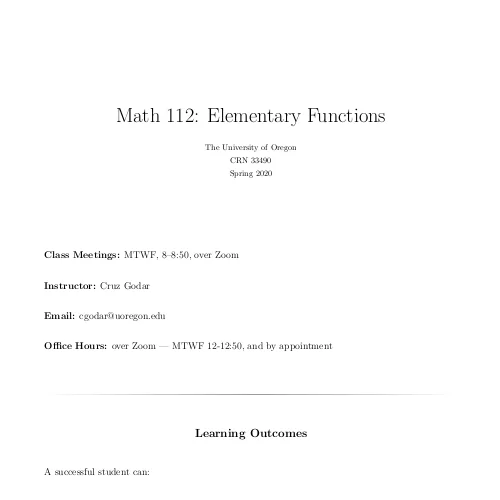 Math 112: Elementary Functions
The University of Oregon
CRN 33490
Spring 2020
Class Meetings: MTWF, 8–8:50, over Zoom
Instructor: Cruz Godar
Email: cgodar@uoregon.edu
Office Hours: over Zoom — MTWF 12-12:50, and by appointment
Learning Outcomes
A successful student can: